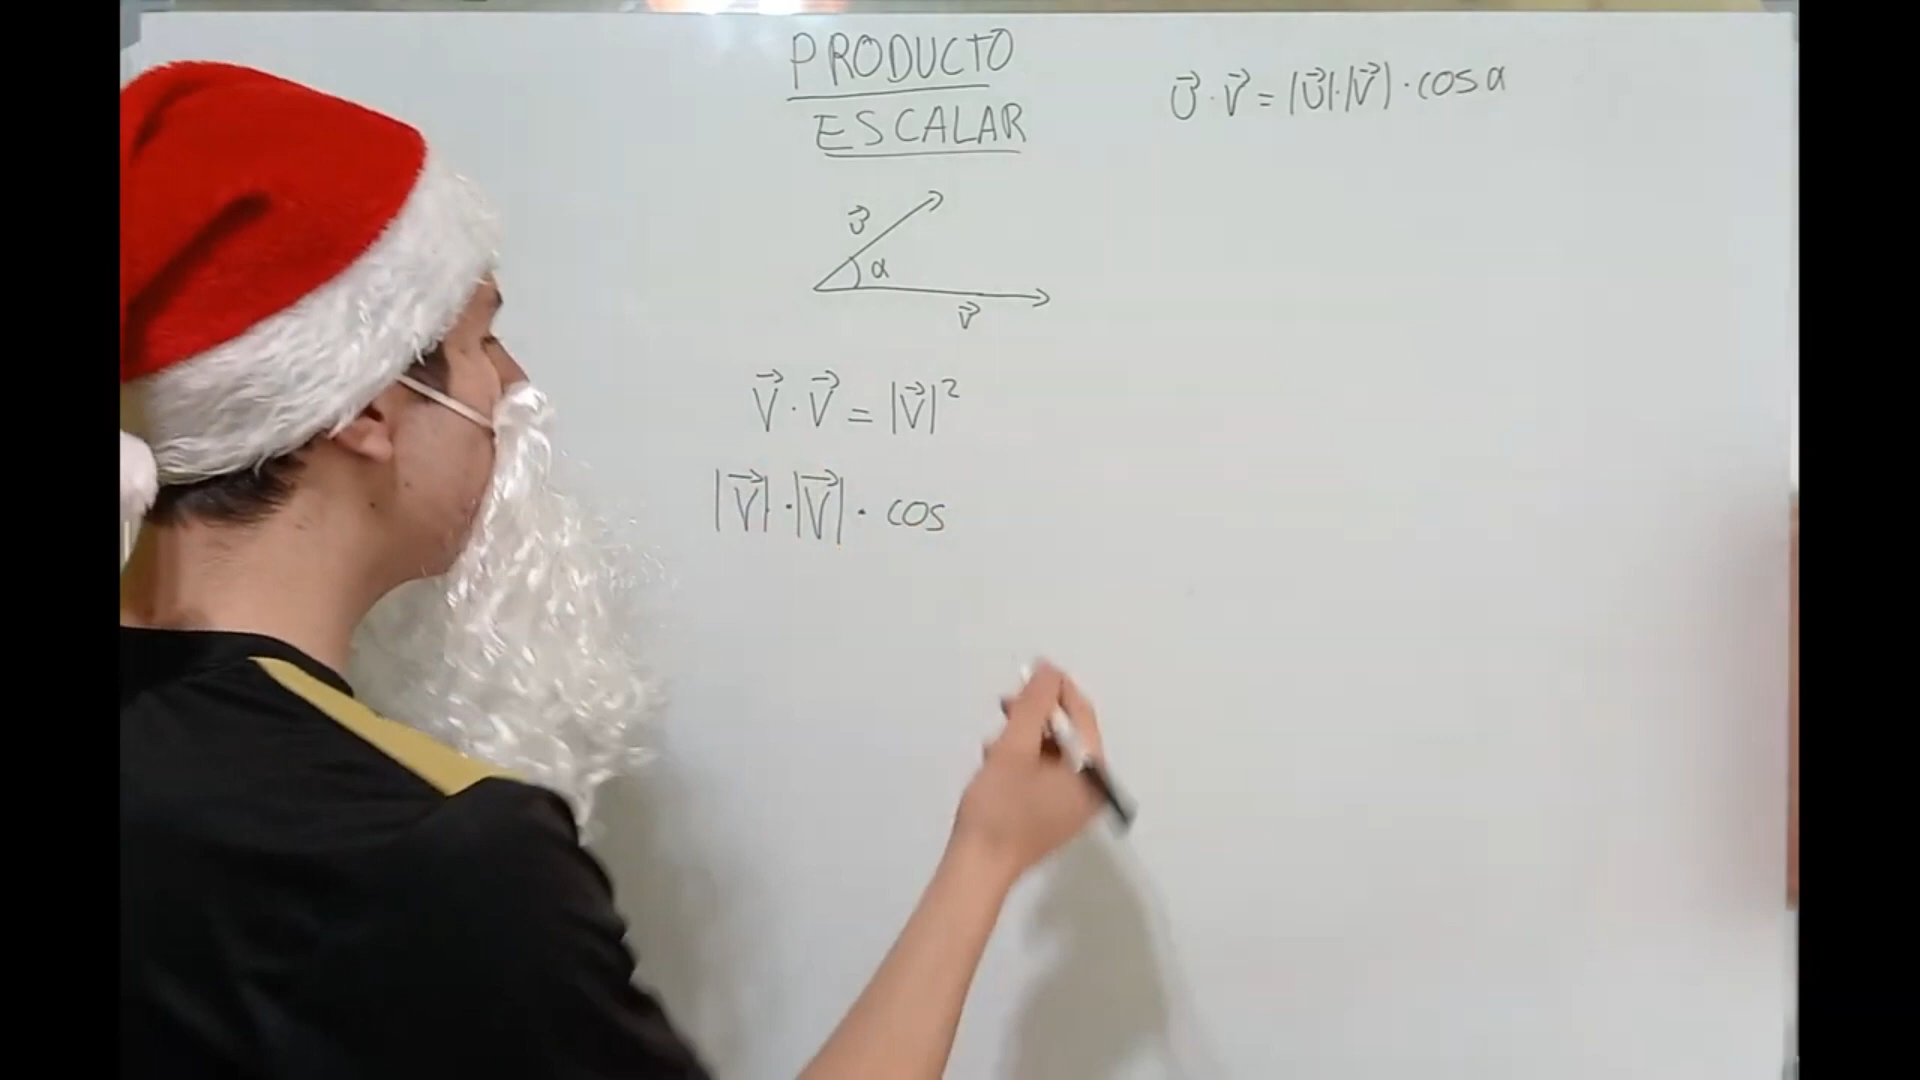 PRODUCTO
ESCALAR
U⃗ · V⃗ = |U⃗|·|V⃗| · cos α
U⃗
α
V⃗
V⃗ · V⃗ = |V⃗|²
|V⃗| · |V⃗| · cos